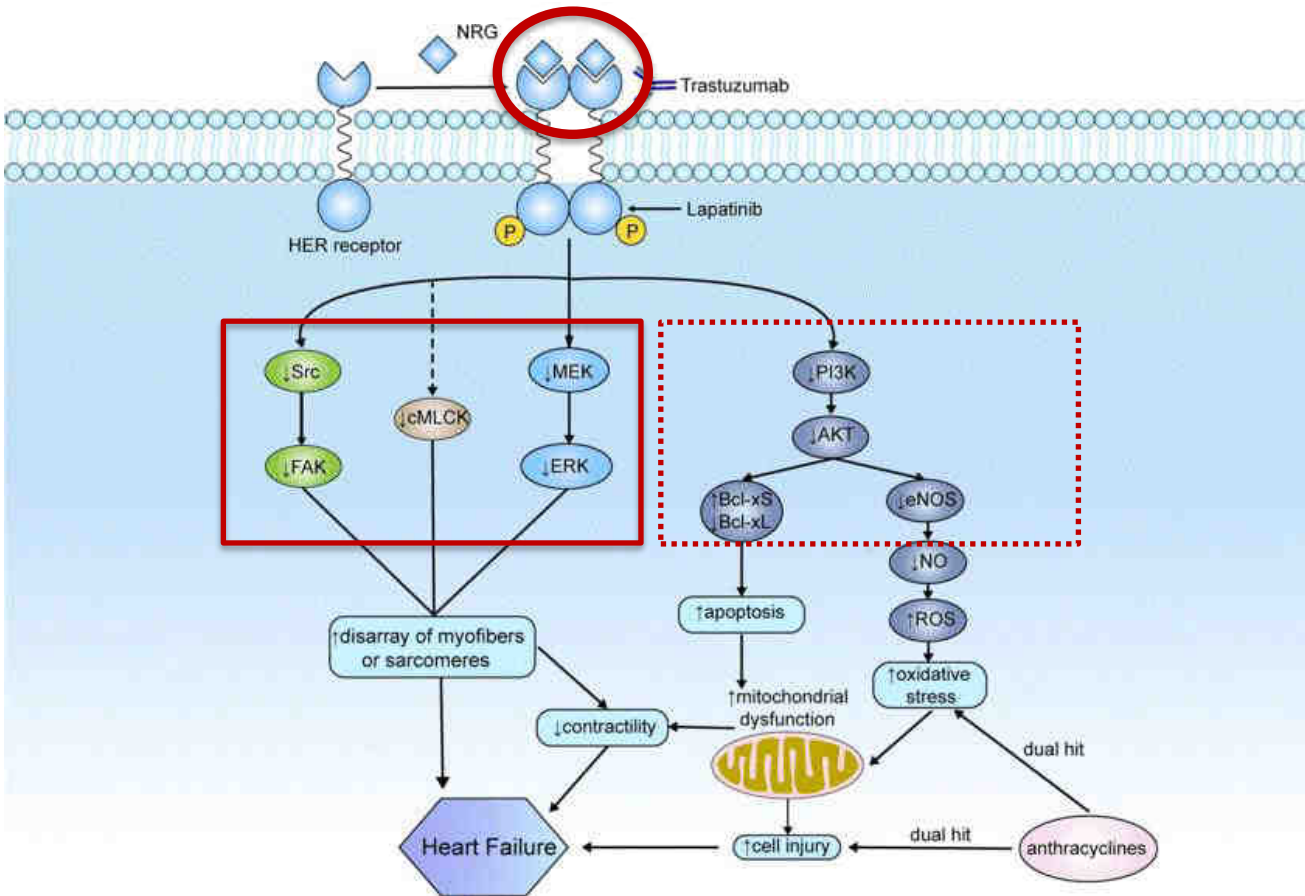 NRG
Trastuzumab
HER receptor
P
P
Lapatinib
↓Src
↓MEK
↓PI3K
↓cMLCK
↓AKT
↓FAK
↓ERK
↑Bcl-xS
↓Bcl-xL
↓eNOS
↓NO
↑apoptosis
↑ROS
↑disarray of myofibers
or sarcomeres
↑oxidative
stress
↑mitochondrial
dysfunction
↓contractility
dual hit
Heart Failure
↑cell injury
dual hit
anthracyclines